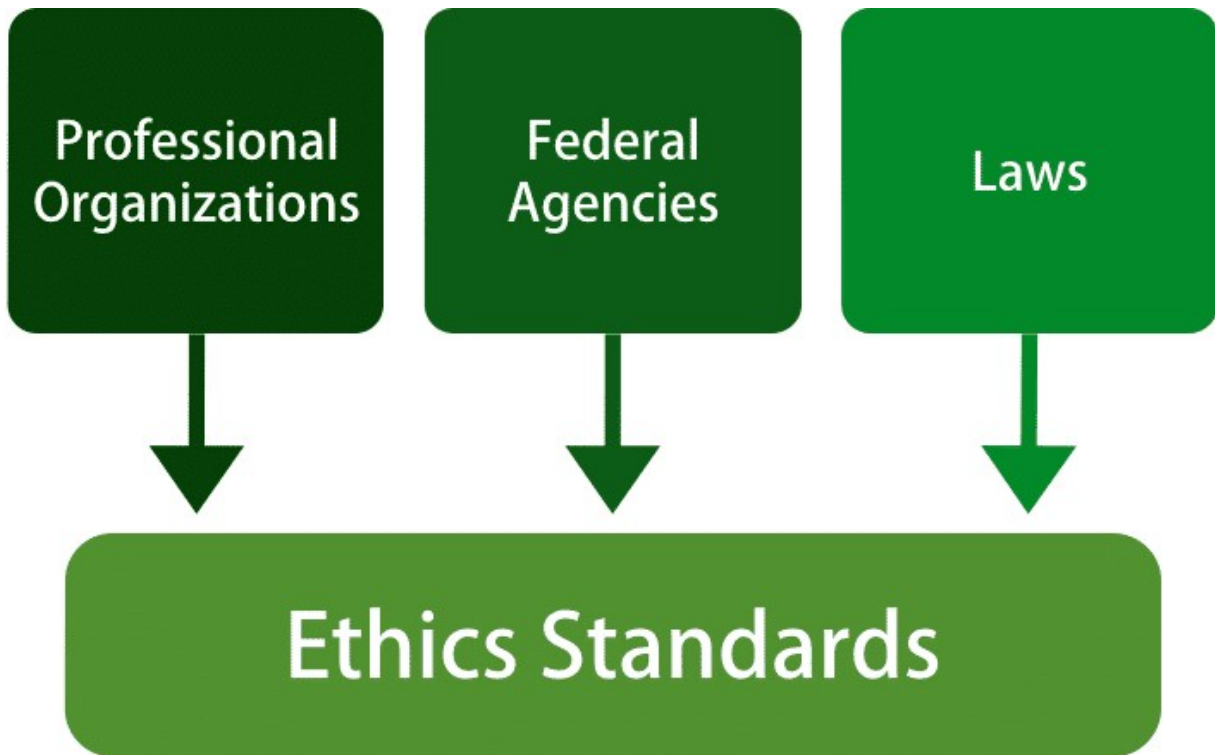 Professional
Organizations
Federal
Agencies
Laws
Ethics Standards